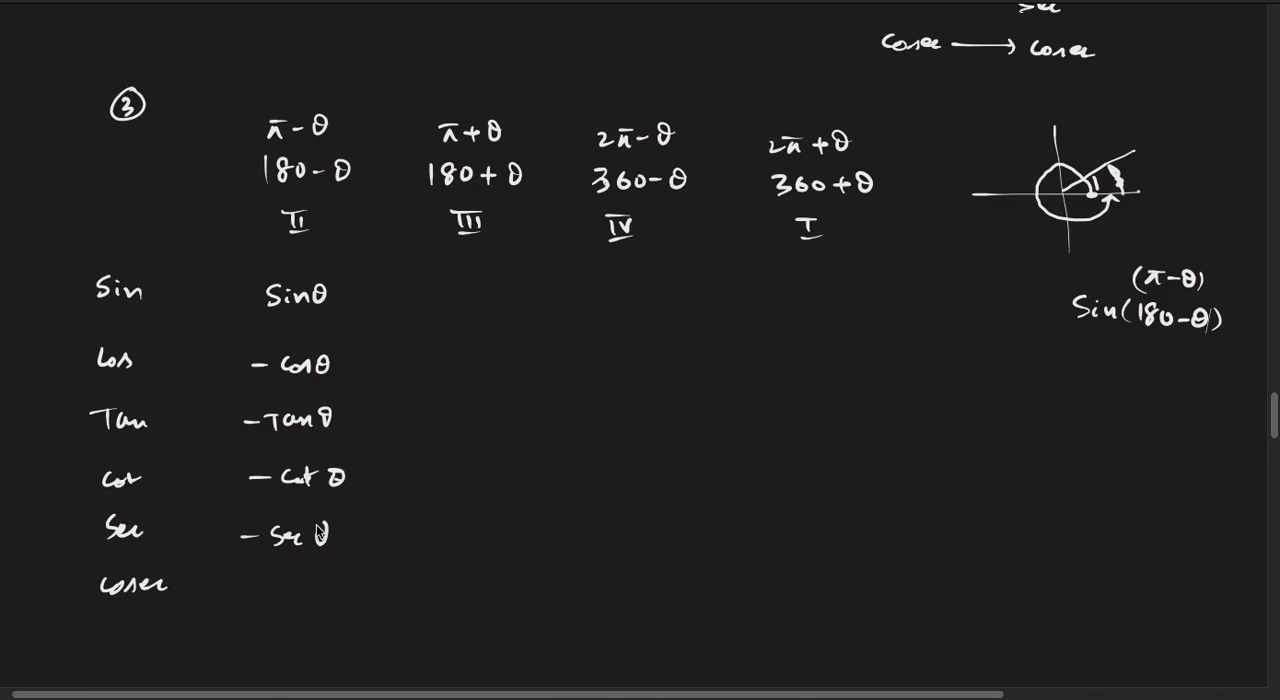 Sec
Cosec → Cosec
③
π-θ π+θ 2π-θ 2π+θ
180-θ 180+θ 360-θ 360+θ
II III IV I
(π-θ)
Sin(180-θ)
Sin Sinθ
Cos - Cosθ
Tan -Tanθ
Cot - Cot θ
Sec - Sec θ
Cosec